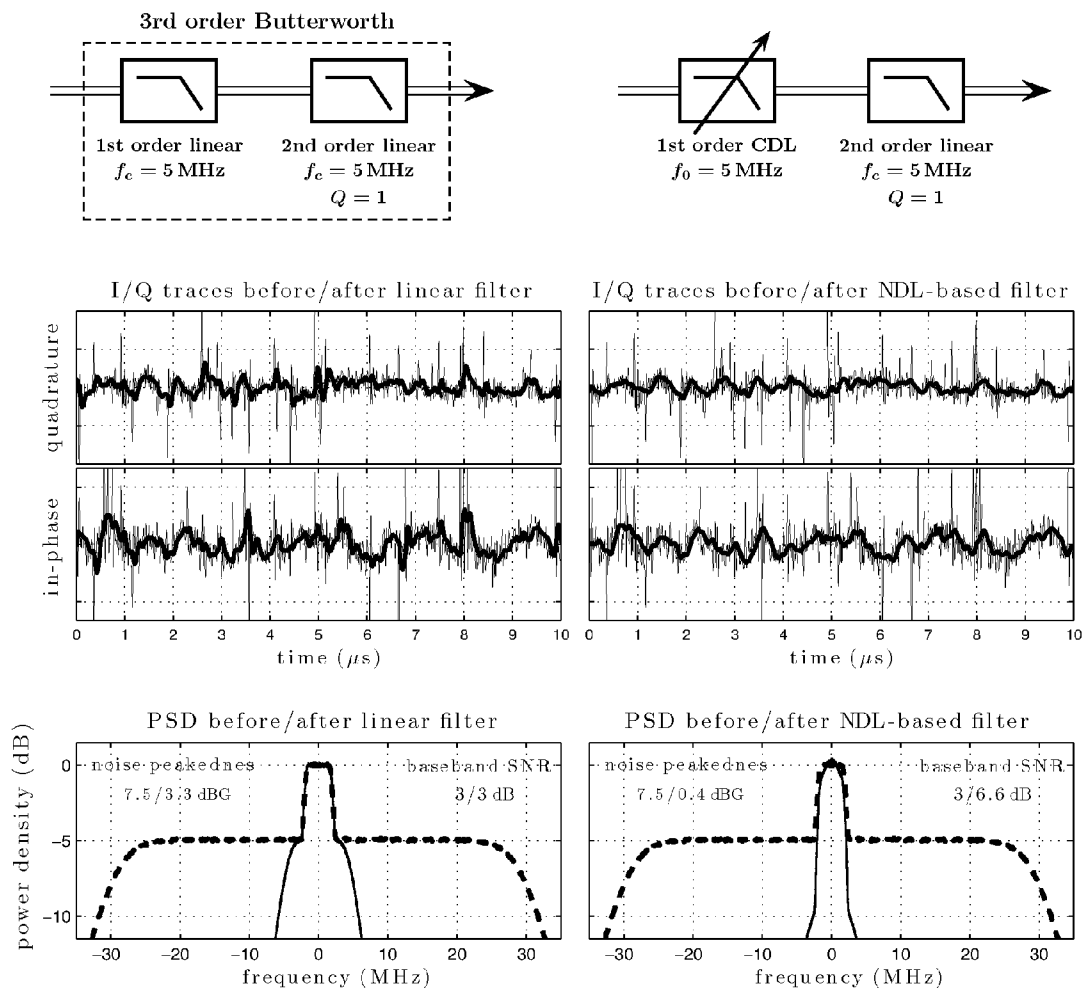 3rd order Butterworth
1st order linear
f_c = 5 MHz
2nd order linear
f_c = 5 MHz
Q = 1
1st order CDL
f_0 = 5 MHz
2nd order linear
f_c = 5 MHz
Q = 1
I/Q traces before/after linear filter
I/Q traces before/after NDL-based filter
quadrature
in-phase
0 1 2 3 4 5 6 7 8 9 10
time (μs)
0 1 2 3 4 5 6 7 8 9 10
time (μs)
PSD before/after linear filter
PSD before/after NDL-based filter
power density (dB)
0
−5
−10
noise peakednes
7.5/3.3 dBG
baseband SNR
3/3 dB
−30 −20 −10 0 10 20 30
frequency (MHz)
0
−5
−10
noise peakednes
7.5/0.4 dBG
baseband SNR
3/6.6 dB
−30 −20 −10 0 10 20 30
frequency (MHz)